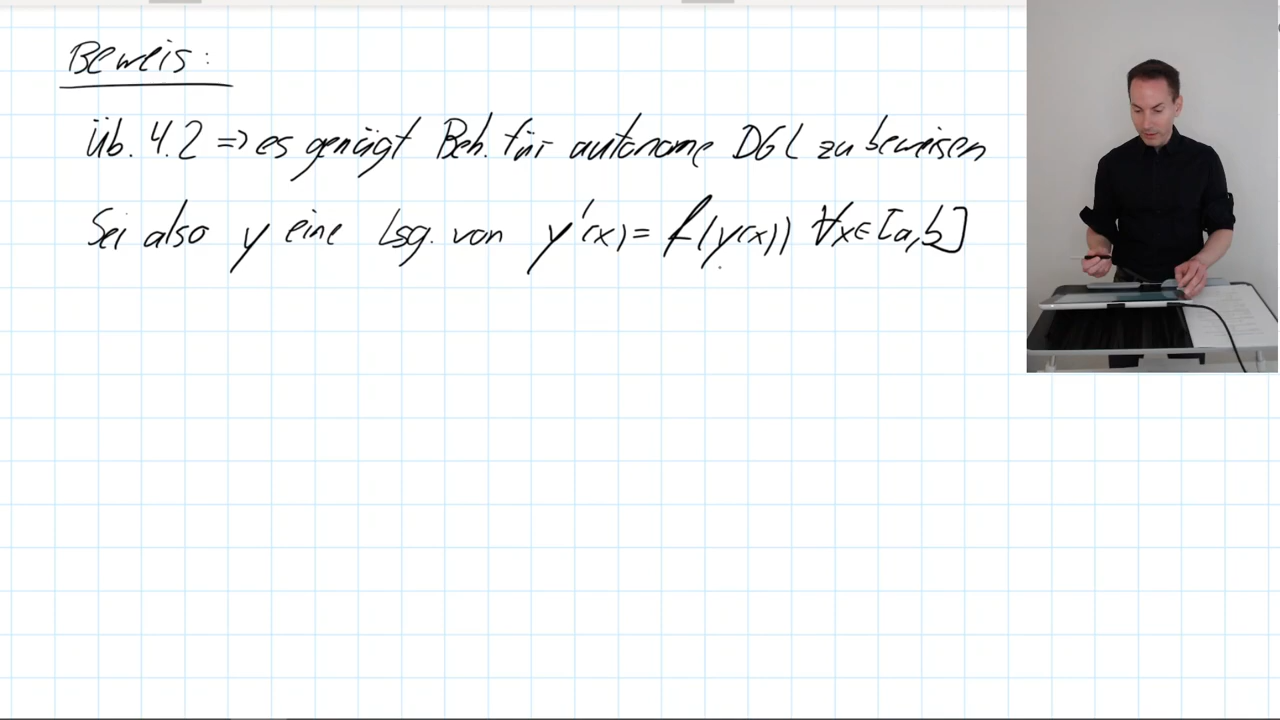 Beweis:
Üb. 4.2 => es genügt Beh. für autonome DGL zu beweisen
Sei also y eine Lsg. von y'(x) = f(y(x)) ∀x∈[a,b]